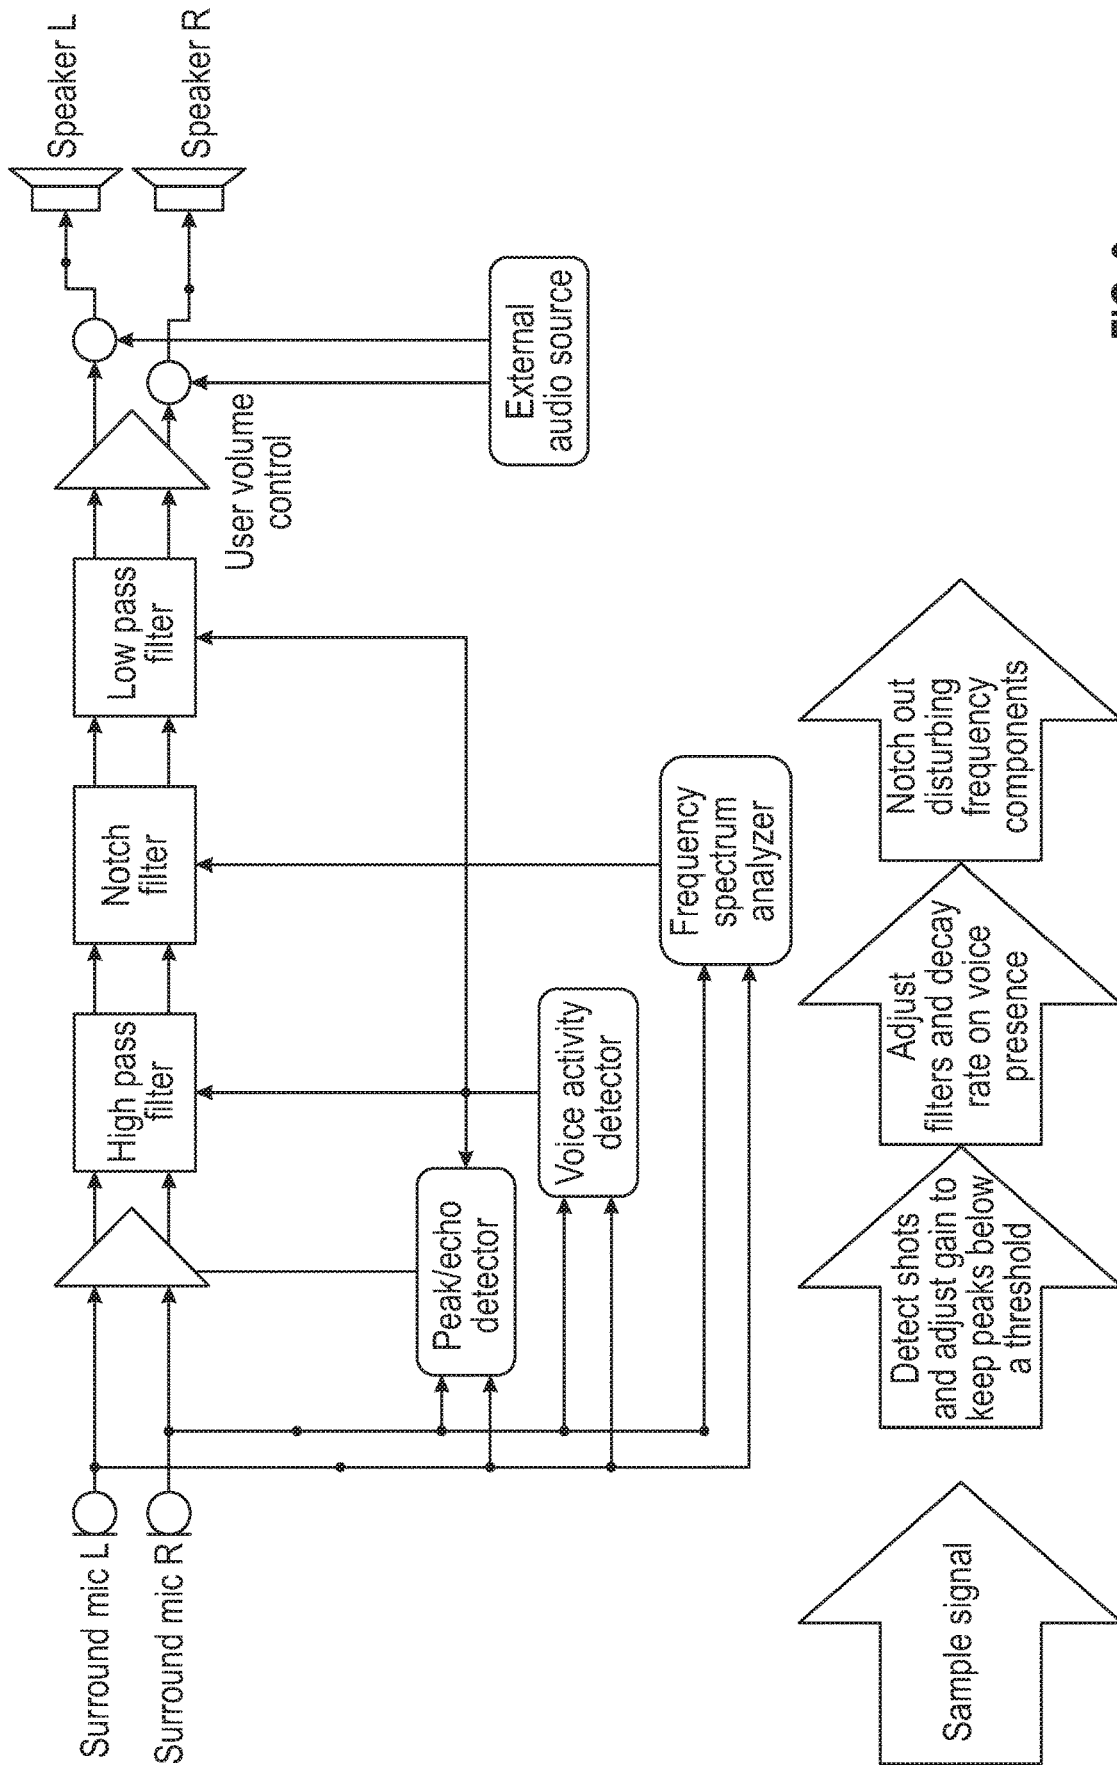 Surround mic L
Surround mic R
High pass
filter
Notch
filter
Low pass
filter
User volume
control
Speaker L
Speaker R
Peak/echo
detector
Voice activity
detector
Frequency
spectrum
analyzer
External
audio source
Sample signal
Detect shots
and adjust gain to
keep peaks below
a threshold
Adjust
filters and decay
rate on voice
presence
Notch out
disturbing
frequency
components
FIG.